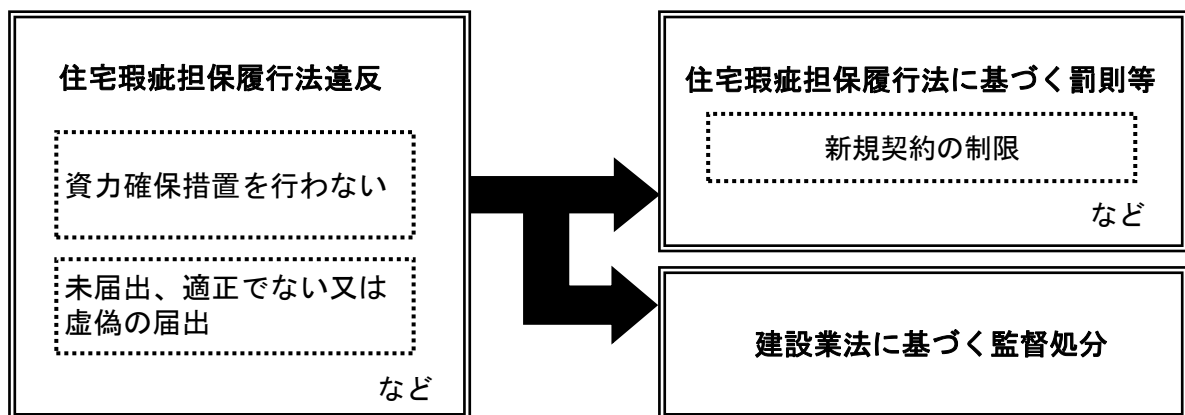 住宅瑕疵担保履行法違反
資力確保措置を行わない
未届出、適正でない又は
虚偽の届出
など
住宅瑕疵担保履行法に基づく罰則等
新規契約の制限
など
建設業法に基づく監督処分